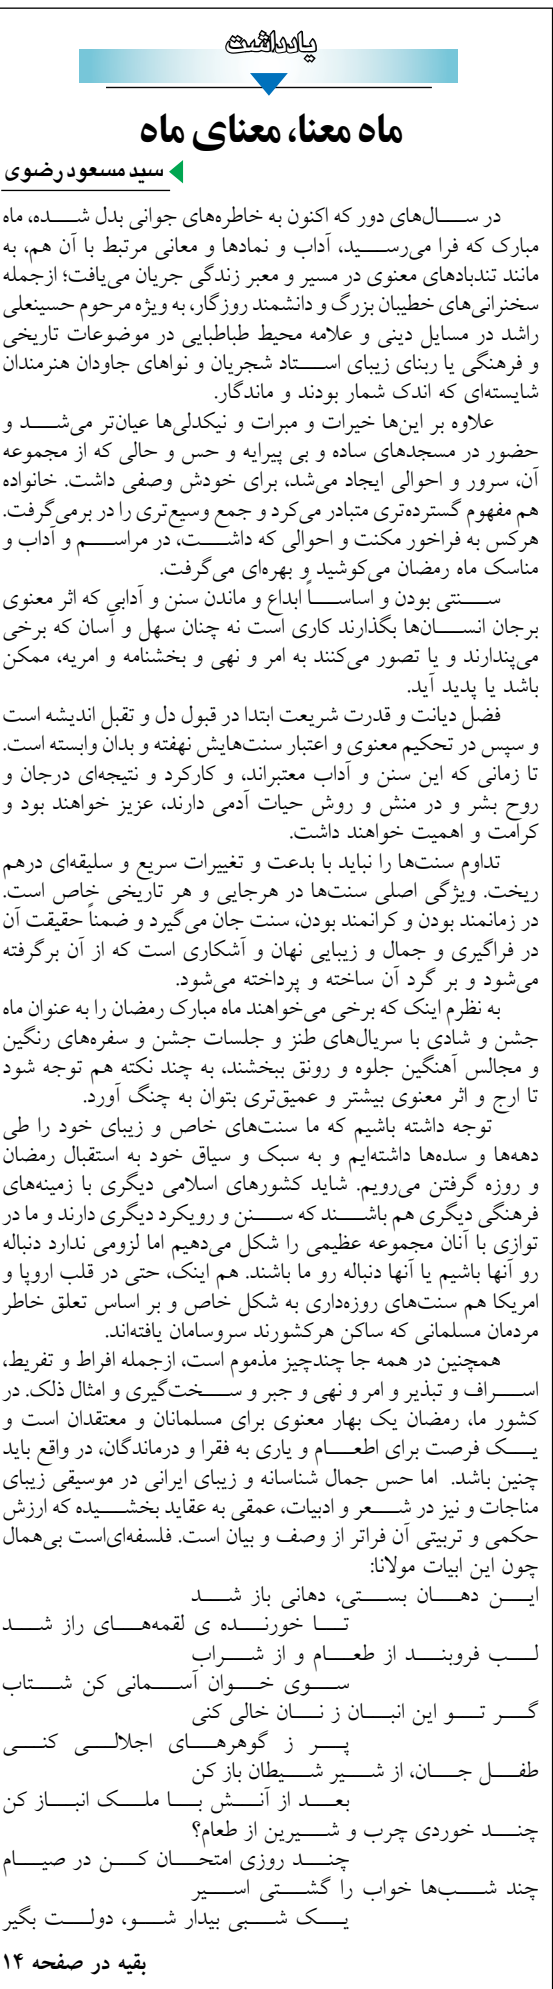 یادداشت
ماه معنا، معنای ماه
سید مسعود رضوی
در سال‌های دور که اکنون به خاطره‌های جوانی بدل شده، ماه
مبارک که فرا می‌رسید، آداب و نمادها و معانی مرتبط با آن هم، به
مانند تندبادهای معنوی در مسیر و معبر زندگی جریان می‌یافت؛ ازجمله
سخنرانی‌های خطیبان بزرگ و دانشمند روزگار، به ویژه مرحوم حسینعلی
راشد در مسایل دینی و علامه محیط طباطبایی در موضوعات تاریخی
و فرهنگی یا ربنای زیبای استاد شجریان و نواهای جاودان هنرمندان
شایسته‌ای که اندک شمار بودند و ماندگار.
علاوه بر این‌ها خیرات و مبرات و نیکدلی‌ها عیان‌تر می‌شد و
حضور در مسجدهای ساده و بی پیرایه و حس و حالی که از مجموعه
آن، سرور و احوالی ایجاد می‌شد، برای خودش وصفی داشت. خانواده
هم مفهوم گسترده‌تری متبادر می‌کرد و جمع وسیع‌تری را در برمی‌گرفت.
هرکس به فراخور مکنت و احوالی که داشت، در مراسم و آداب و
مناسک ماه رمضان می‌کوشید و بهره‌ای می‌گرفت.
سنتی بودن و اساساً ابداع و ماندن سنن و آدابی که اثر معنوی
برجان انسان‌ها بگذارند کاری است نه چنان سهل و آسان که برخی
می‌پندارند و یا تصور می‌کنند به امر و نهی و بخشنامه و امریه، ممکن
باشد یا پدید آید.
فضل دیانت و قدرت شریعت ابتدا در قبول دل و تقبل اندیشه است
و سپس در تحکیم معنوی و اعتبار سنت‌هایش نهفته و بدان وابسته است.
تا زمانی که این سنن و آداب معتبراند، و کارکرد و نتیجه‌ای درجان و
روح بشر و در منش و روش حیات آدمی دارند، عزیز خواهند بود و
کرامت و اهمیت خواهند داشت.
تداوم سنت‌ها را نباید با بدعت و تغییرات سریع و سلیقه‌ای درهم
ریخت. ویژگی اصلی سنت‌ها در هرجایی و هر تاریخی خاص است.
در زمانمند بودن و کرانمند بودن، سنت جان می‌گیرد و ضمناً حقیقت آن
در فراگیری و جمال و زیبایی نهان و آشکاری است که از آن برگرفته
می‌شود و بر گرد آن ساخته و پرداخته می‌شود.
به نظرم اینک که برخی می‌خواهند ماه مبارک رمضان را به عنوان ماه
جشن و شادی با سریال‌های طنز و جلسات جشن و سفره‌های رنگین
و مجالس آهنگین جلوه و رونق ببخشند، به چند نکته هم توجه شود
تا ارج و اثر معنوی بیشتر و عمیق‌تری بتوان به چنگ آورد.
توجه داشته باشیم که ما سنت‌های خاص و زیبای خود را طی
دهه‌ها و سده‌ها داشته‌ایم و به سبک و سیاق خود به استقبال رمضان
و روزه گرفتن می‌رویم. شاید کشورهای اسلامی دیگری با زمینه‌های
فرهنگی دیگری هم باشند که سنن و رویکرد دیگری دارند و ما در
توازی با آنان مجموعه عظیمی را شکل می‌دهیم اما لزومی ندارد دنباله
رو آنها باشیم یا آنها دنباله رو ما باشند. هم اینک، حتی در قلب اروپا و
امریکا هم سنت‌های روزه‌داری به شکل خاص و بر اساس تعلق خاطر
مردمان مسلمانی که ساکن هرکشورند سروسامان یافته‌اند.
همچنین در همه جا چندچیز مذموم است، ازجمله افراط و تفریط،
اسراف و تبذیر و امر و نهی و جبر و سخت‌گیری و امثال ذلک. در
کشور ما، رمضان یک بهار معنوی برای مسلمانان و معتقدان است و
یک فرصت برای اطعام و یاری به فقرا و درماندگان، در واقع باید
چنین باشد. اما حس جمال شناسانه و زیبای ایرانی در موسیقی زیبای
مناجات و نیز در شعر و ادبیات، عمقی به عقاید بخشیده که ارزش
حکمی و تربیتی آن فراتر از وصف و بیان است. فلسفه‌ای‌است بی‌همال
چون این ابیات مولانا:
این دهان بستی، دهانی باز شد
تا خورنده ی لقمه‌های راز شد
لب فروبند از طعام و از شراب
سوی خوان آسمانی کن شتاب
گر تو این انبان ز نان خالی کنی
پر ز گوهرهای اجلالی کنی
طفل جان، از شیر شیطان باز کن
بعد از آنش با ملک انباز کن
چند خوردی چرب و شیرین از طعام؟
چند روزی امتحان کن در صیام
چند شب‌ها خواب را گشتی اسیر
یک شبی بیدار شو، دولت بگیر
بقیه در صفحه ۱۴